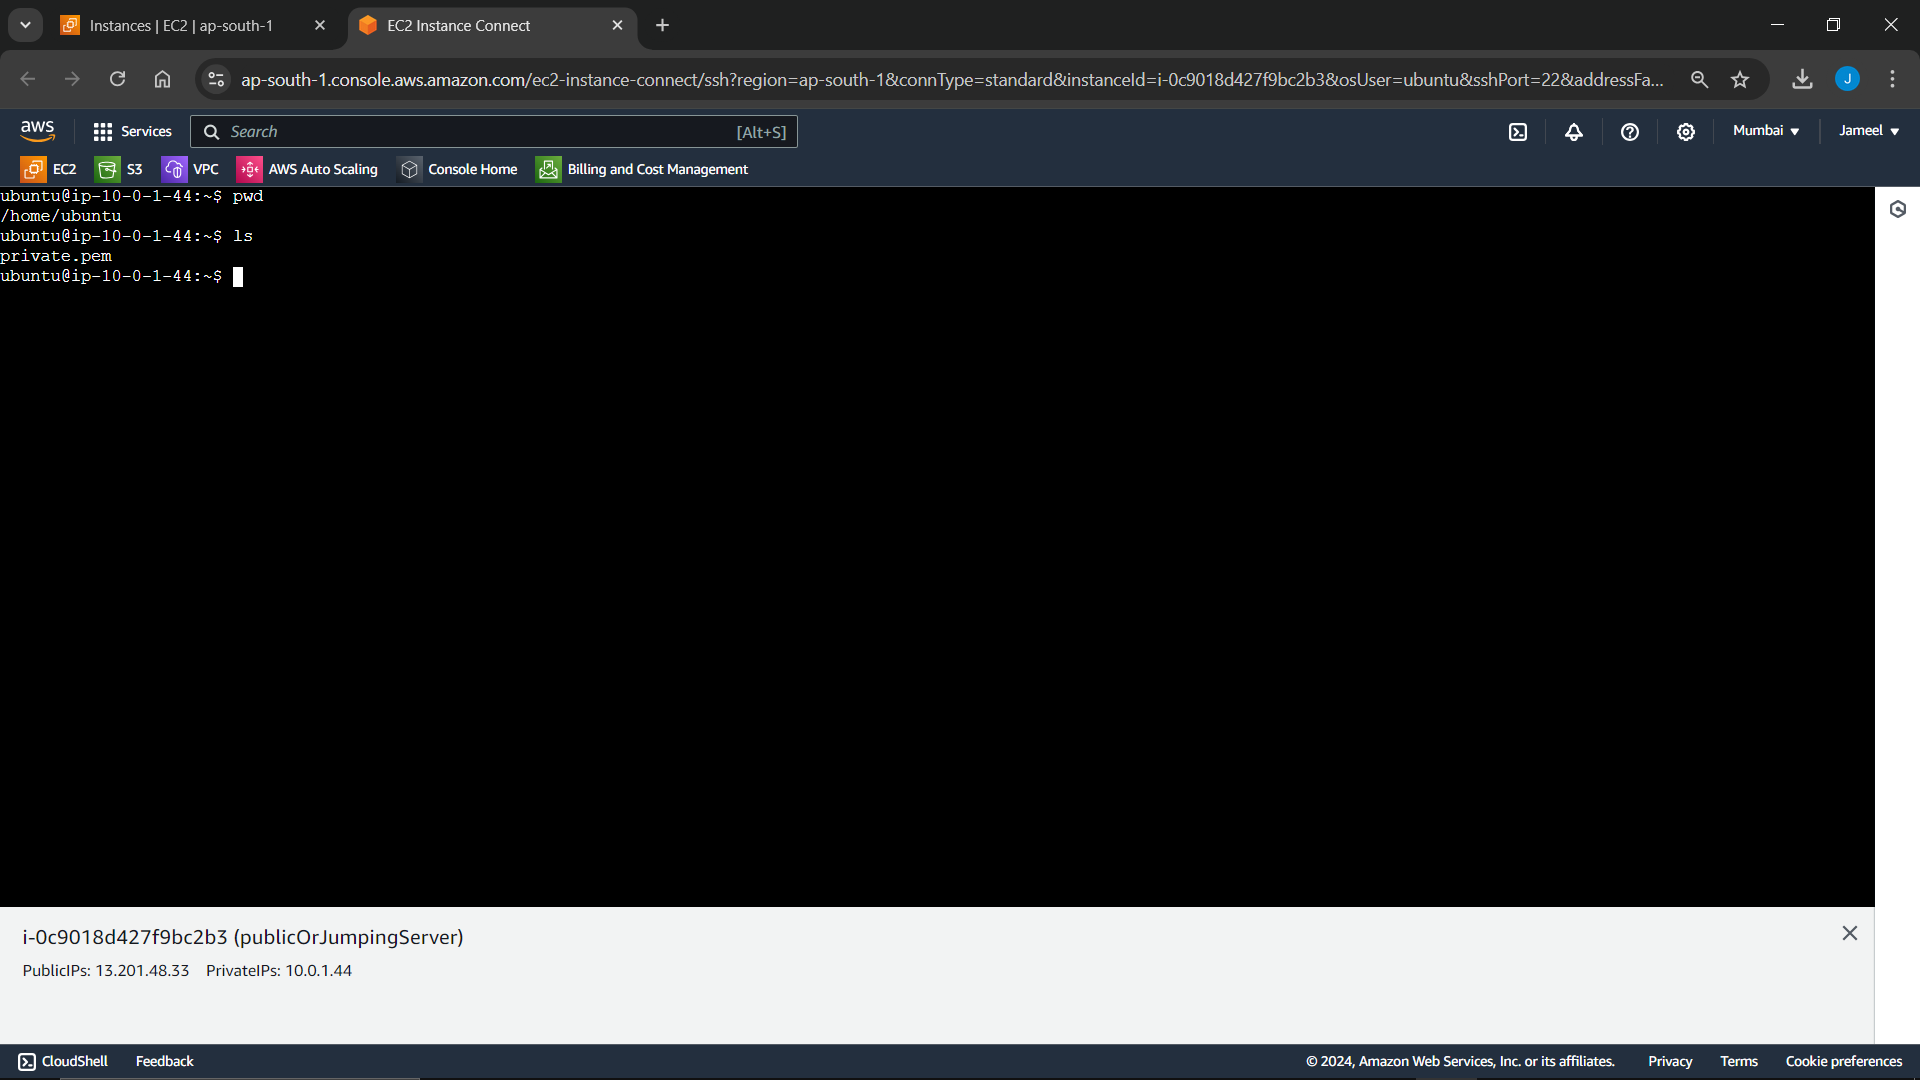 Instances | EC2 | ap-south-1
EC2 Instance Connect
ap-south-1.console.aws.amazon.com/ec2-instance-connect/ssh?region=ap-south-1&connType=standard&instanceId=i-0c9018d427f9bc2b3&osUser=ubuntu&sshPort=22&addressFa...
J
aws
Services
Search
[Alt+S]
Mumbai
Jameel
EC2
S3
VPC
AWS Auto Scaling
Console Home
Billing and Cost Management
ubuntu@ip-10-0-1-44:~$ pwd
/home/ubuntu
ubuntu@ip-10-0-1-44:~$ ls
private.pem
ubuntu@ip-10-0-1-44:~$
i-0c9018d427f9bc2b3 (publicOrJumpingServer)
PublicIPs: 13.201.48.33 PrivateIPs: 10.0.1.44
CloudShell
Feedback
© 2024, Amazon Web Services, Inc. or its affiliates.
Privacy
Terms
Cookie preferences